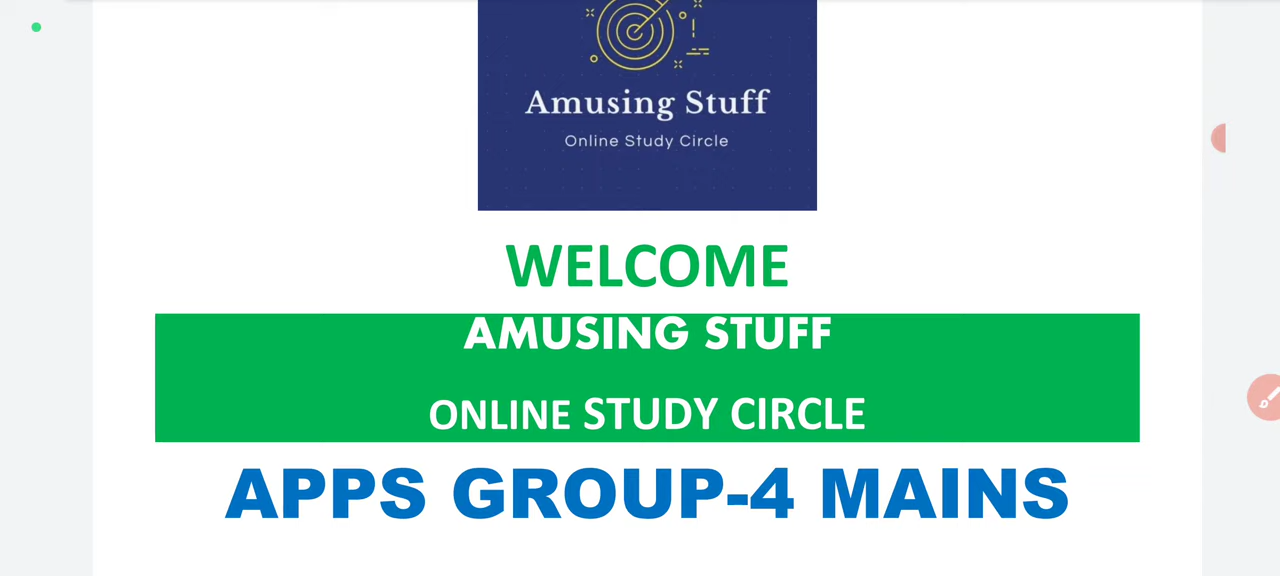 Amusing Stuff
Online Study Circle
WELCOME
AMUSING STUFF
ONLINE STUDY CIRCLE
APPS GROUP-4 MAINS